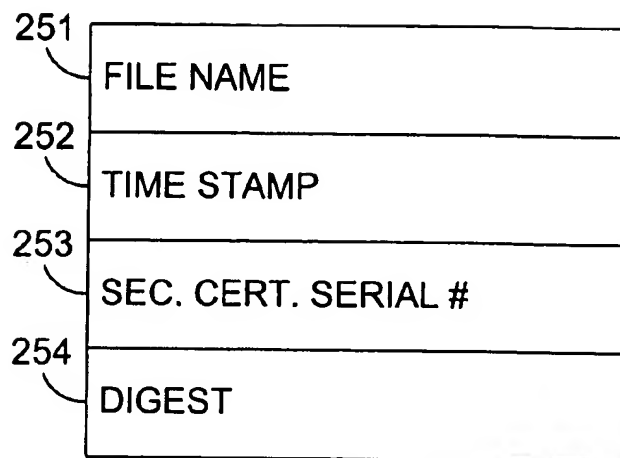 251
FILE NAME
252
TIME STAMP
253
SEC. CERT. SERIAL #
254
DIGEST